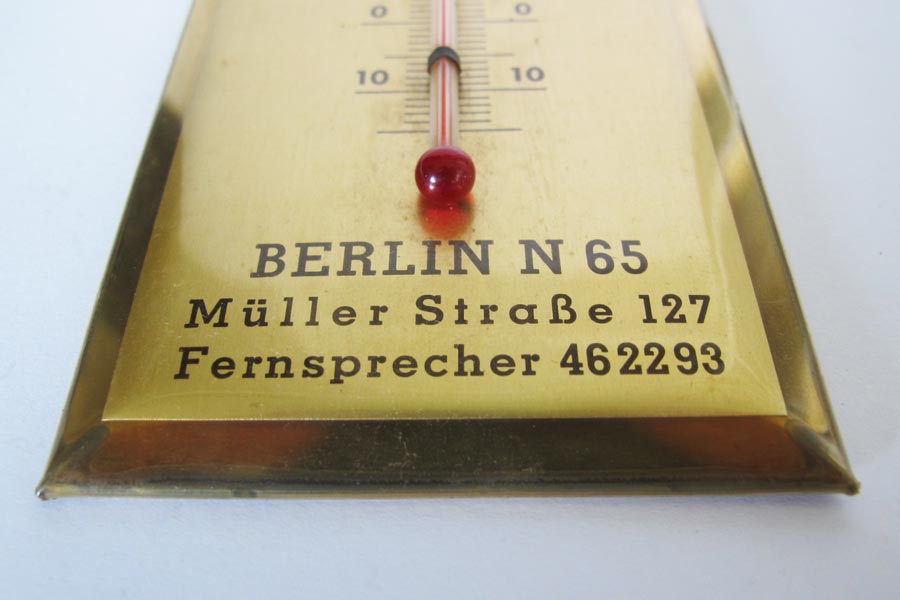 0 0
10 10
BERLIN N 65
Müller Straße 127
Fernsprecher 462293